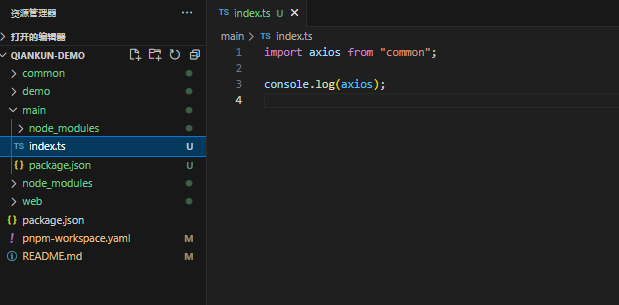 资源管理器
打开的编辑器
QIANKUN-DEMO
common
demo
main
node_modules
TS index.ts U
{} package.json U
node_modules
web
{} package.json
! pnpm-workspace.yaml M
README.md M
TS index.ts U
main > TS index.ts
1 import axios from "common";
2
3 console.log(axios);
4